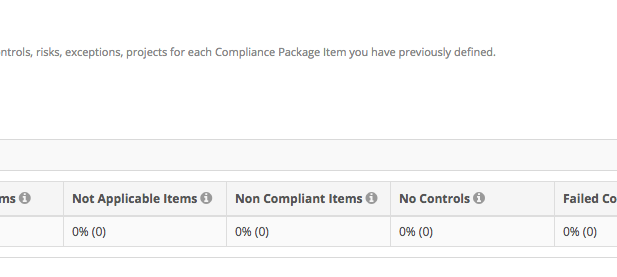 ntrols, risks, exceptions, projects for each Compliance Package Item you have previously defined.
ms Not Applicable Items Non Compliant Items No Controls Failed Co
0% (0) 0% (0) 0% (0) 0% (0)